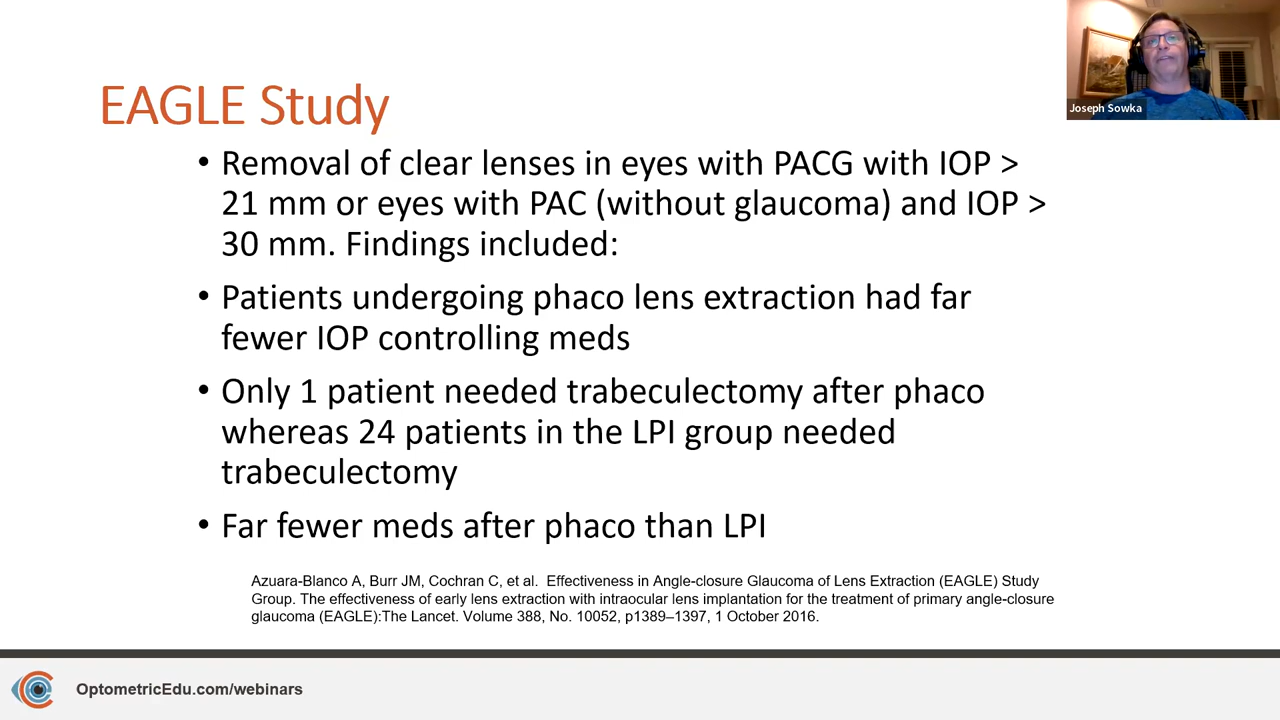 Joseph Sowka
EAGLE Study
• Removal of clear lenses in eyes with PACG with IOP >
21 mm or eyes with PAC (without glaucoma) and IOP >
30 mm. Findings included:
• Patients undergoing phaco lens extraction had far
fewer IOP controlling meds
• Only 1 patient needed trabeculectomy after phaco
whereas 24 patients in the LPI group needed
trabeculectomy
• Far fewer meds after phaco than LPI
Azuara-Blanco A, Burr JM, Cochran C, et al.  Effectiveness in Angle-closure Glaucoma of Lens Extraction (EAGLE) Study
Group. The effectiveness of early lens extraction with intraocular lens implantation for the treatment of primary angle-closure
glaucoma (EAGLE):The Lancet. Volume 388, No. 10052, p1389–1397, 1 October 2016.
OptometricEdu.com/webinars